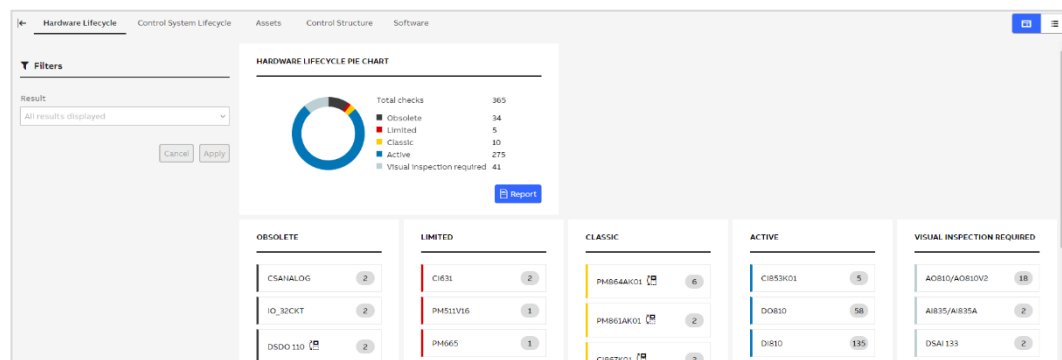 Hardware Lifecycle Control System Lifecycle Assets Control Structure Software
Filters
Result
All results displayed
Cancel Apply
HARDWARE LIFECYCLE PIE CHART
Total checks 365
Obsolete 34
Limited 5
Classic 10
Active 275
Visual inspection required 41
Report
OBSOLETE
CSANALOG 2
IO_32CKT 2
DSDO 110 2
LIMITED
CI631 2
PM511V16 1
PM665 1
CLASSIC
PM864AK01 6
PM861AK01 2
CI867K01
ACTIVE
CI853K01 5
DO810 58
DI810 135
VISUAL INSPECTION REQUIRED
AO810/AO810V2 18
AI835/AI835A 2
DSAI 133 2